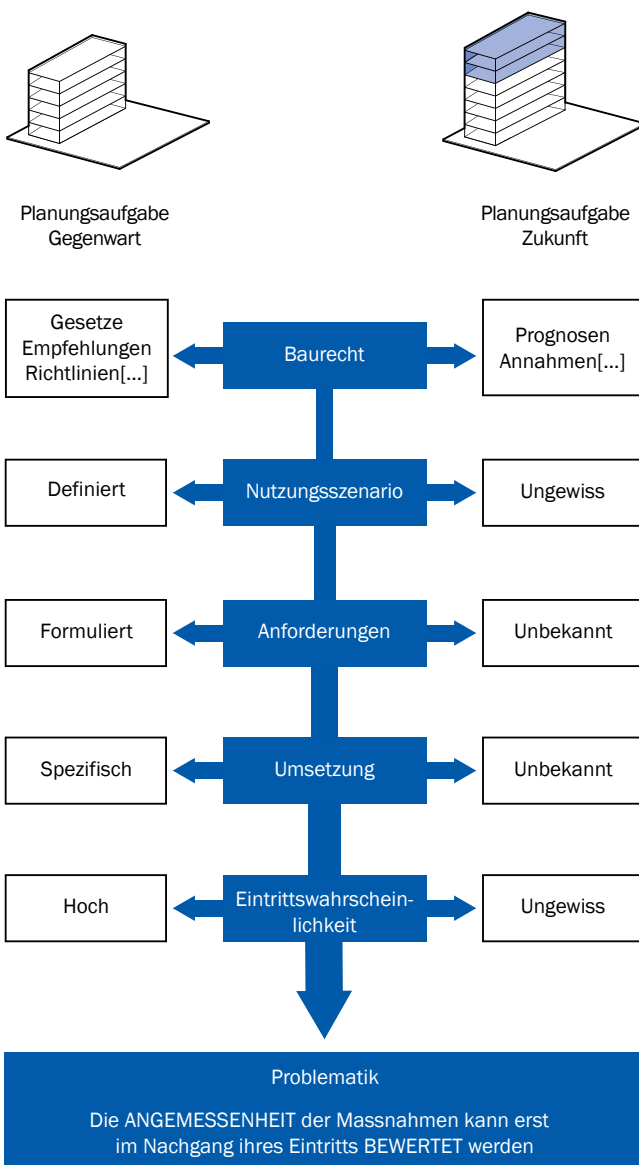 Planungsaufgabe
Gegenwart
Planungsaufgabe
Zukunft
Gesetze
Empfehlungen
Richtlinien[...]
Baurecht
Prognosen
Annahmen[...]
Definiert
Nutzungsszenario
Ungewiss
Formuliert
Anforderungen
Unbekannt
Spezifisch
Umsetzung
Unbekannt
Hoch
Eintrittswahrschein-
lichkeit
Ungewiss
Problematik
Die ANGEMESSENHEIT der Massnahmen kann erst
im Nachgang ihres Eintritts BEWERTET werden